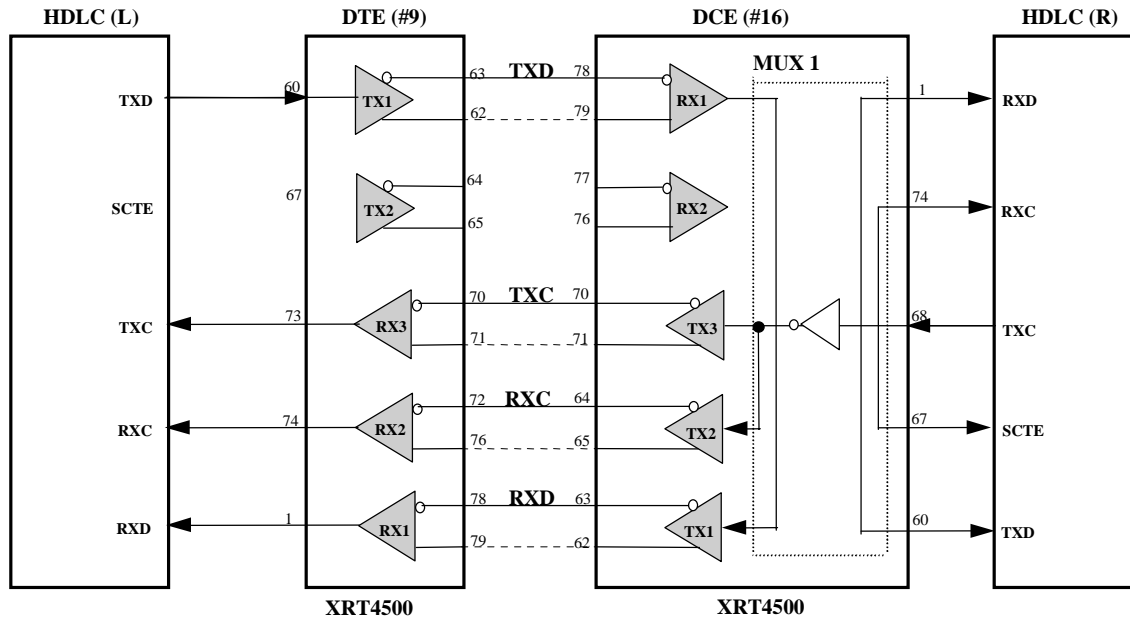 HDLC (L) DTE (#9) DCE (#16) HDLC (R)
MUX 1
TXD 60 TX1 63 TXD 78 RX1 1 RXD
62 79
SCTE 67 TX2 64 77 RX2 74 RXC
65 76
TXC 73 RX3 70 TXC 70 TX3 68 TXC
71 71
RXC 74 RX2 72 RXC 64 TX2 67 SCTE
76 65
RXD 1 RX1 78 RXD 63 TX1 60 TXD
79 62
XRT4500 XRT4500